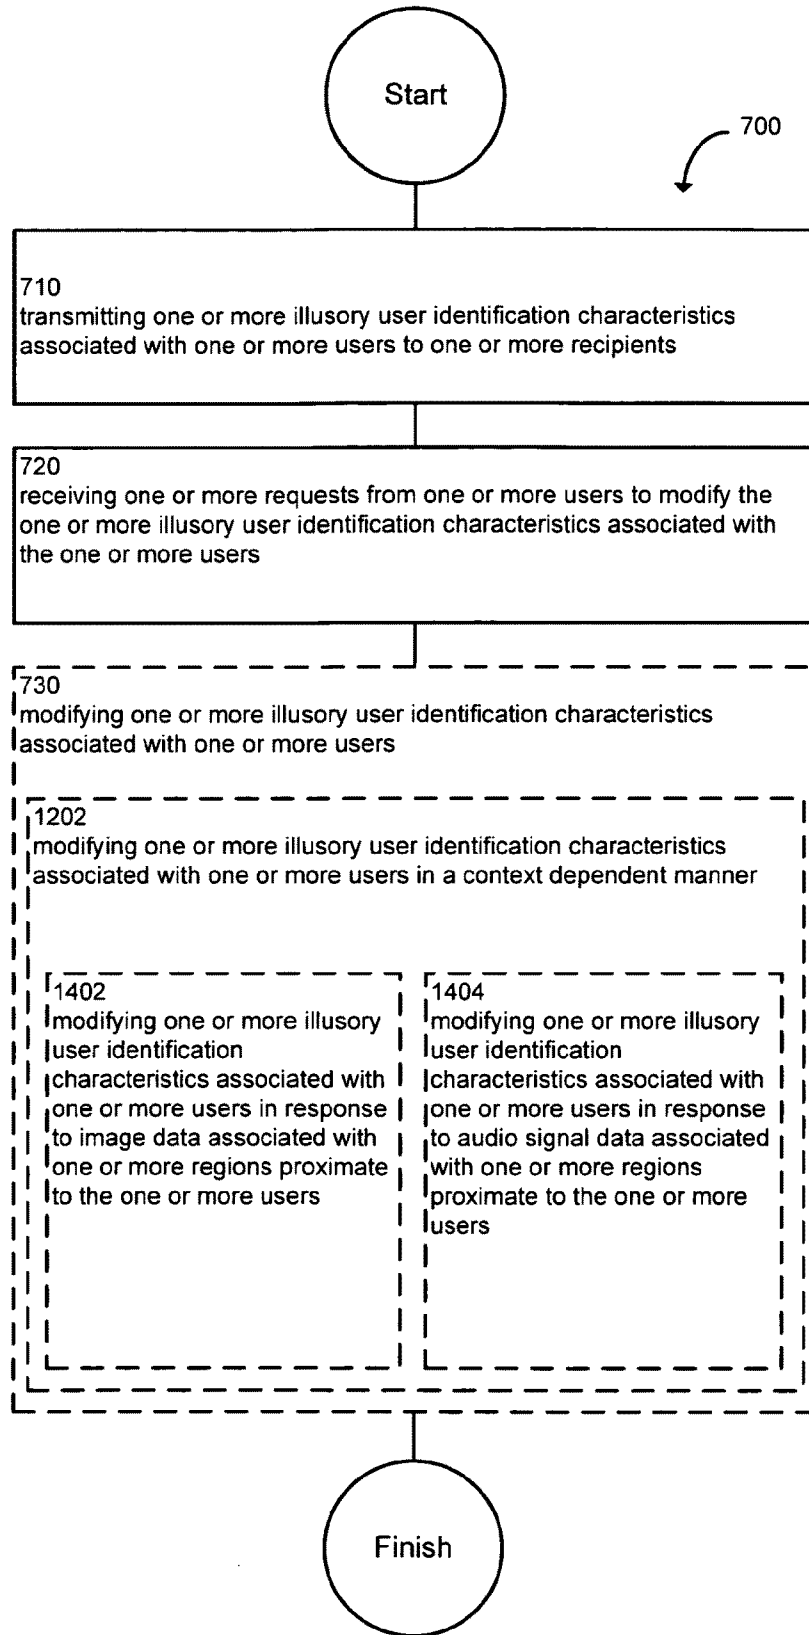 Start
700
710
transmitting one or more illusory user identification characteristics
associated with one or more users to one or more recipients
720
receiving one or more requests from one or more users to modify the
one or more illusory user identification characteristics associated with
the one or more users
730
modifying one or more illusory user identification characteristics
associated with one or more users
1202
modifying one or more illusory user identification characteristics
associated with one or more users in a context dependent manner
1402
modifying one or more illusory
user identification
characteristics associated with
one or more users in response
to image data associated with
one or more regions proximate
to the one or more users
1404
modifying one or more illusory
user identification
characteristics associated with
one or more users in response
to audio signal data associated
with one or more regions
proximate to the one or more
users
Finish